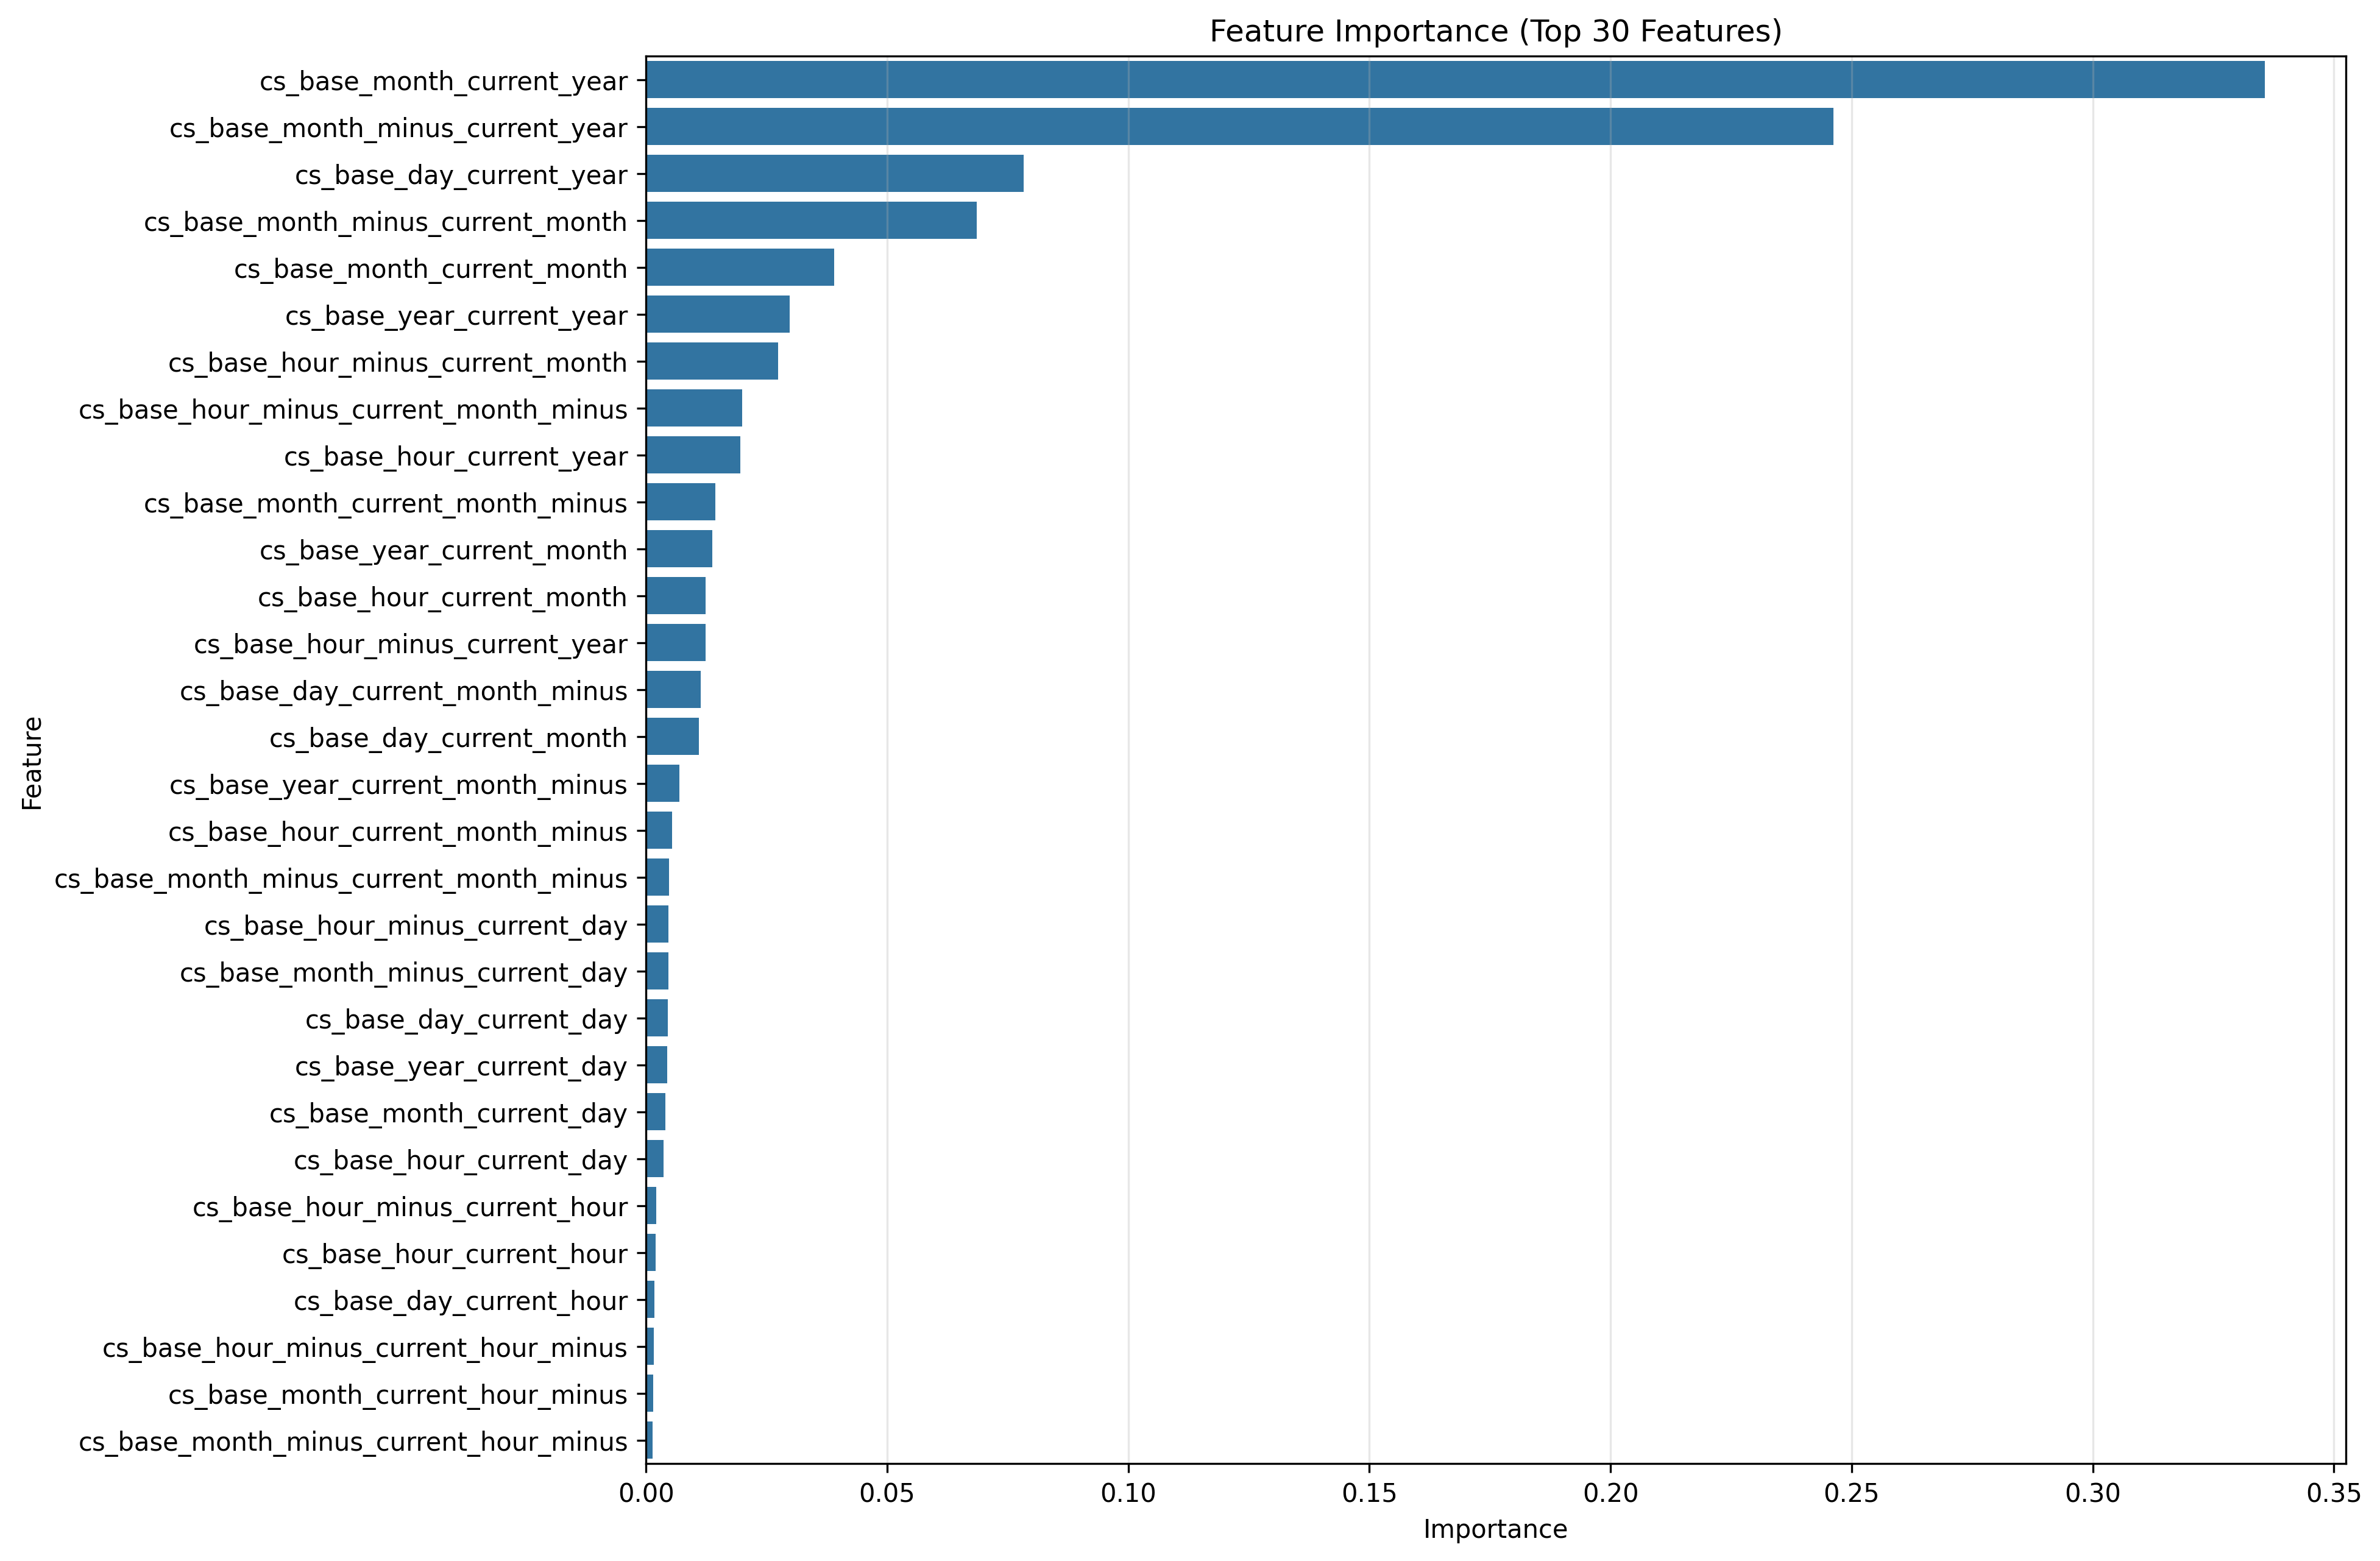 Feature Importance (Top 30 Features)
cs_base_month_current_year
cs_base_month_minus_current_year
cs_base_day_current_year
cs_base_month_minus_current_month
cs_base_month_current_month
cs_base_year_current_year
cs_base_hour_minus_current_month
cs_base_hour_minus_current_month_minus
cs_base_hour_current_year
cs_base_month_current_month_minus
cs_base_year_current_month
cs_base_hour_current_month
cs_base_hour_minus_current_year
cs_base_day_current_month_minus
cs_base_day_current_month
cs_base_year_current_month_minus
cs_base_hour_current_month_minus
cs_base_month_minus_current_month_minus
cs_base_hour_minus_current_day
cs_base_month_minus_current_day
cs_base_day_current_day
cs_base_year_current_day
cs_base_month_current_day
cs_base_hour_current_day
cs_base_hour_minus_current_hour
cs_base_hour_current_hour
cs_base_day_current_hour
cs_base_hour_minus_current_hour_minus
cs_base_month_current_hour_minus
cs_base_month_minus_current_hour_minus
Feature
0.00 0.05 0.10 0.15 0.20 0.25 0.30 0.35
Importance